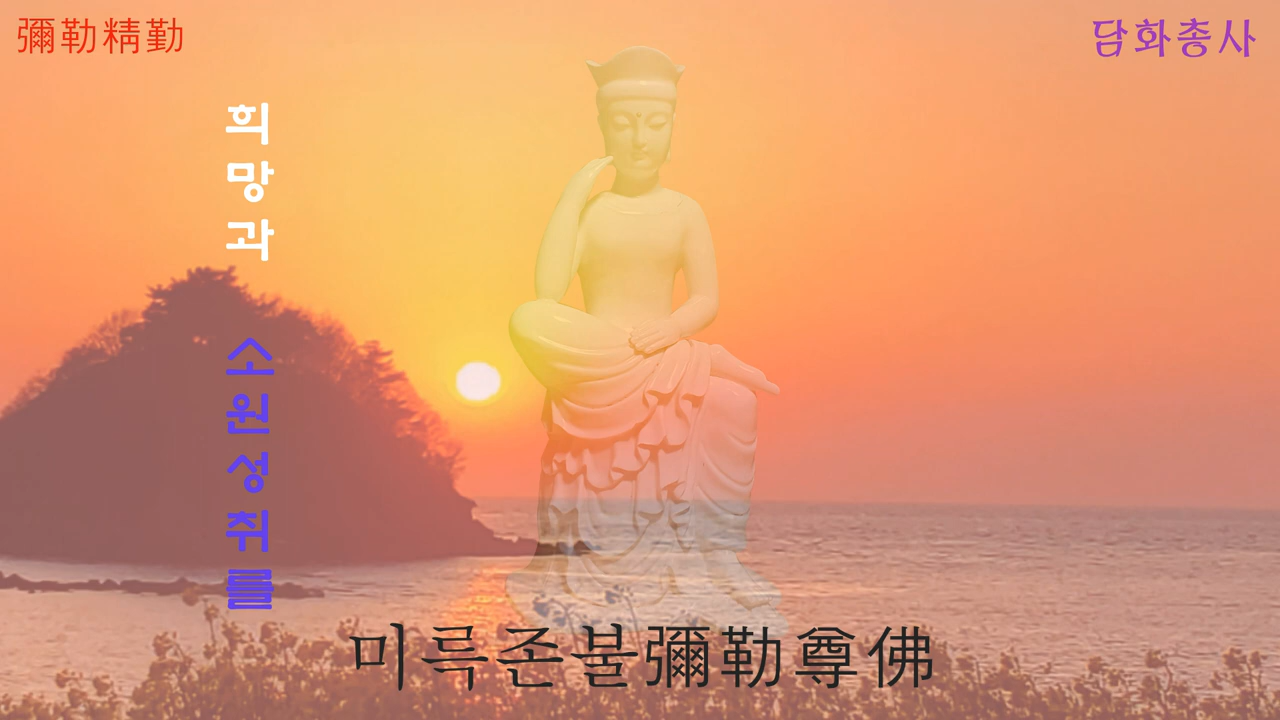 彌勒精勤
담화총사
희망과
소원성취를
미륵존불彌勒尊佛